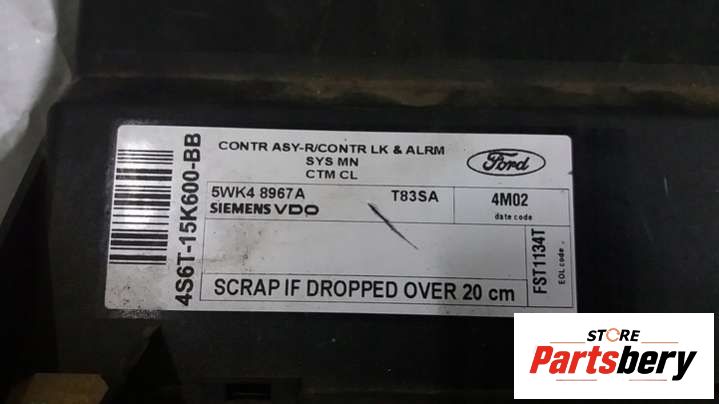 CONTR ASY-R/CONTR LK & ALRM
SYS MN
CTM CL
Ford
4S6T-15K600-BB
5WK4 8967A T83SA
SIEMENS VDO
4M02
date code
FST1134T
EOL code.
SCRAP IF DROPPED OVER 20 cm
STORE
Partsbery